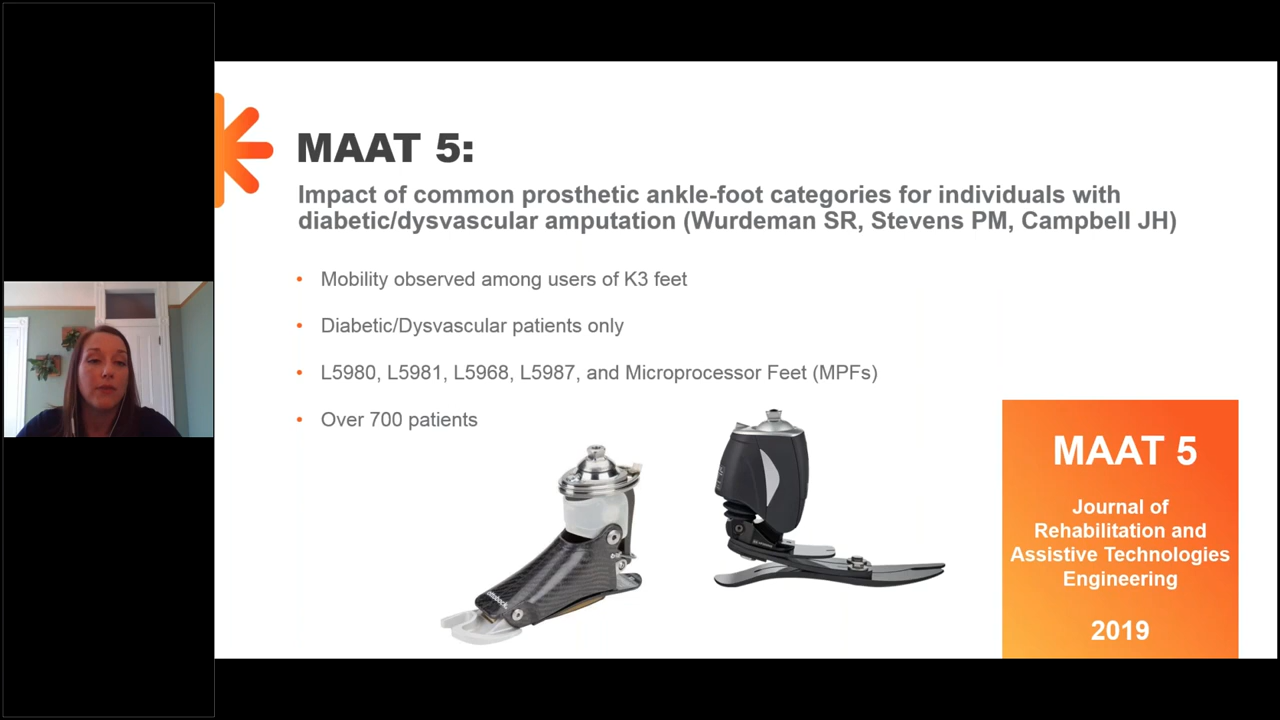 MAAT 5:
Impact of common prosthetic ankle-foot categories for individuals with
diabetic/dysvascular amputation (Wurdeman SR, Stevens PM, Campbell JH)
• Mobility observed among users of K3 feet
• Diabetic/Dysvascular patients only
• L5980, L5981, L5968, L5987, and Microprocessor Feet (MPFs)
• Over 700 patients
ottobock.
MAAT 5
Journal of
Rehabilitation and
Assistive Technologies
Engineering
2019